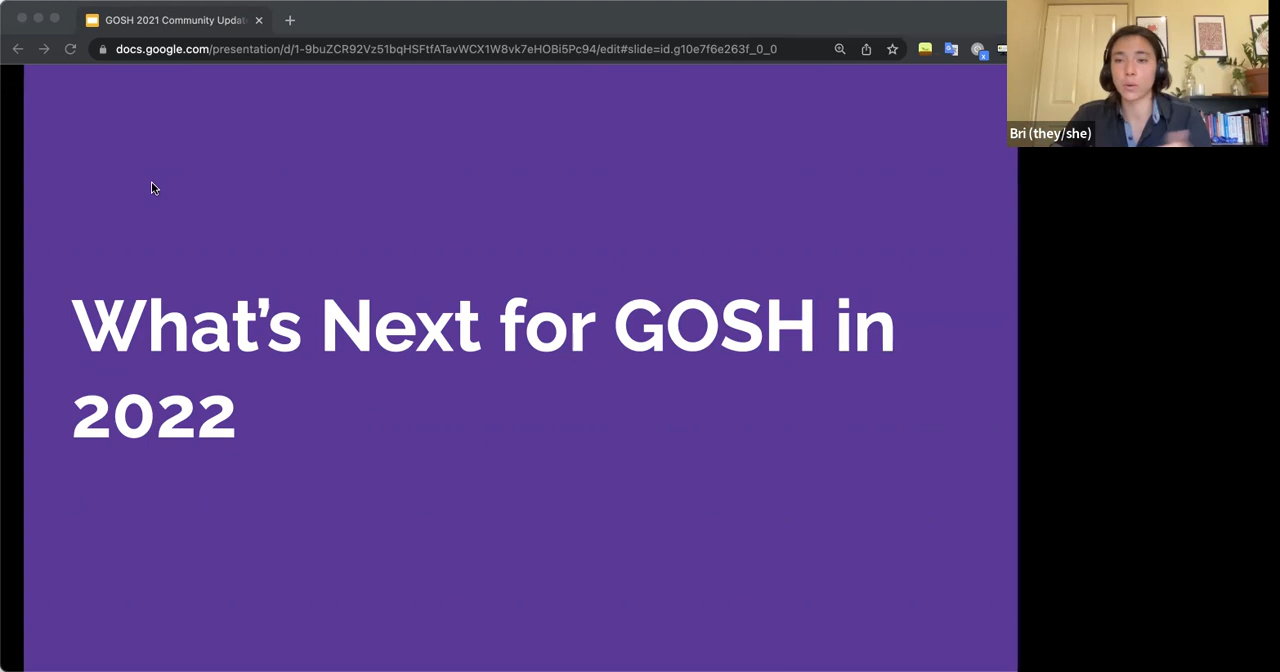 GOSH 2021 Community Updat
docs.google.com/presentation/d/1-9buZCR92Vz51bqHSFtfATavWCX1W8vk7eHOBi5Pc94/edit#slide=id.g10e7f6e263f_0_0
Bri (they/she)
What's Next for GOSH in
2022